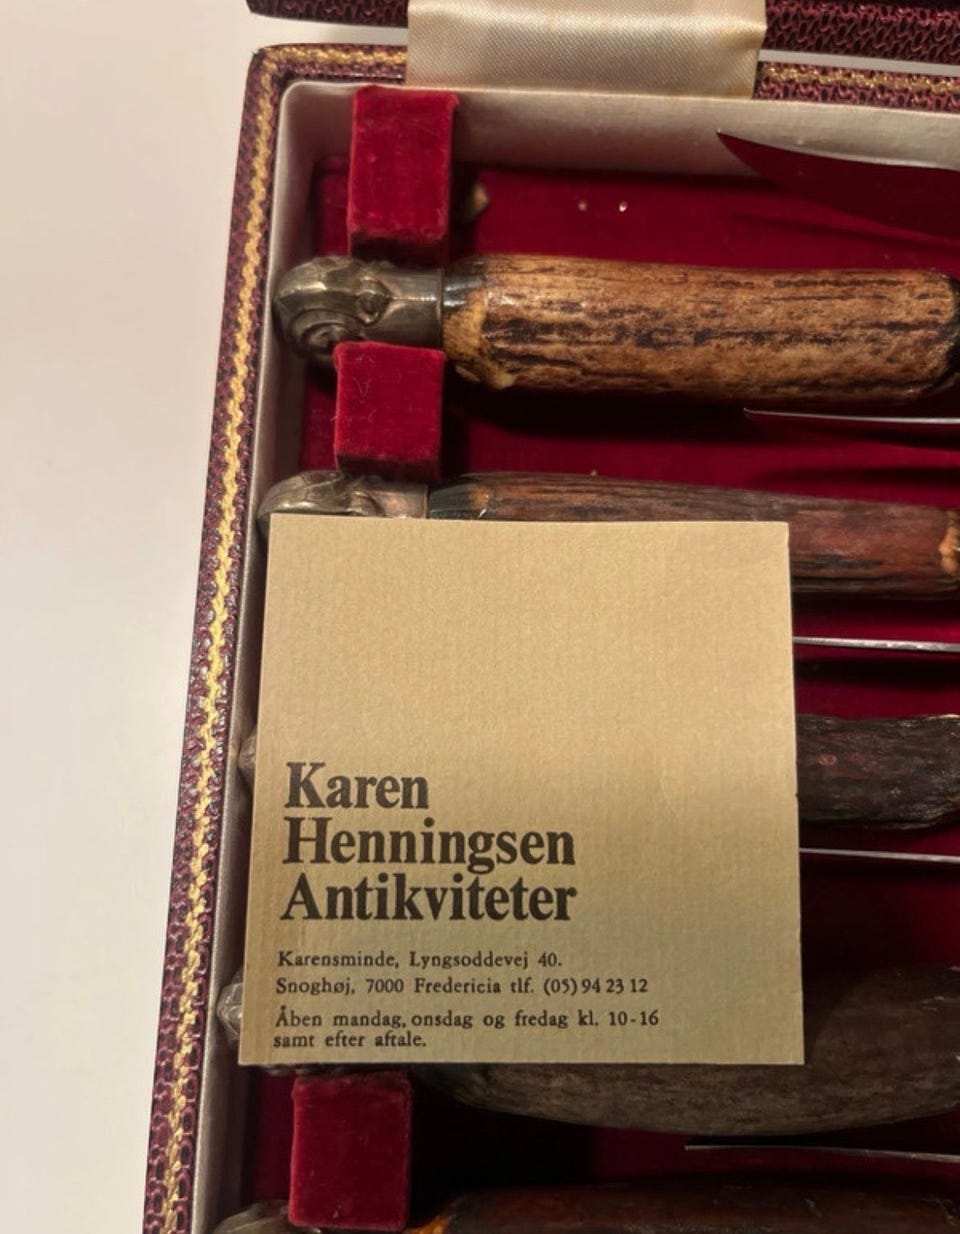 Karen
Henningsen
Antikviteter
Karensminde, Lyngsoddevej 40.
Snoghøj, 7000 Fredericia tlf. (05) 94 23 12
Åben mandag, onsdag og fredag kl. 10-16
samt efter aftale.